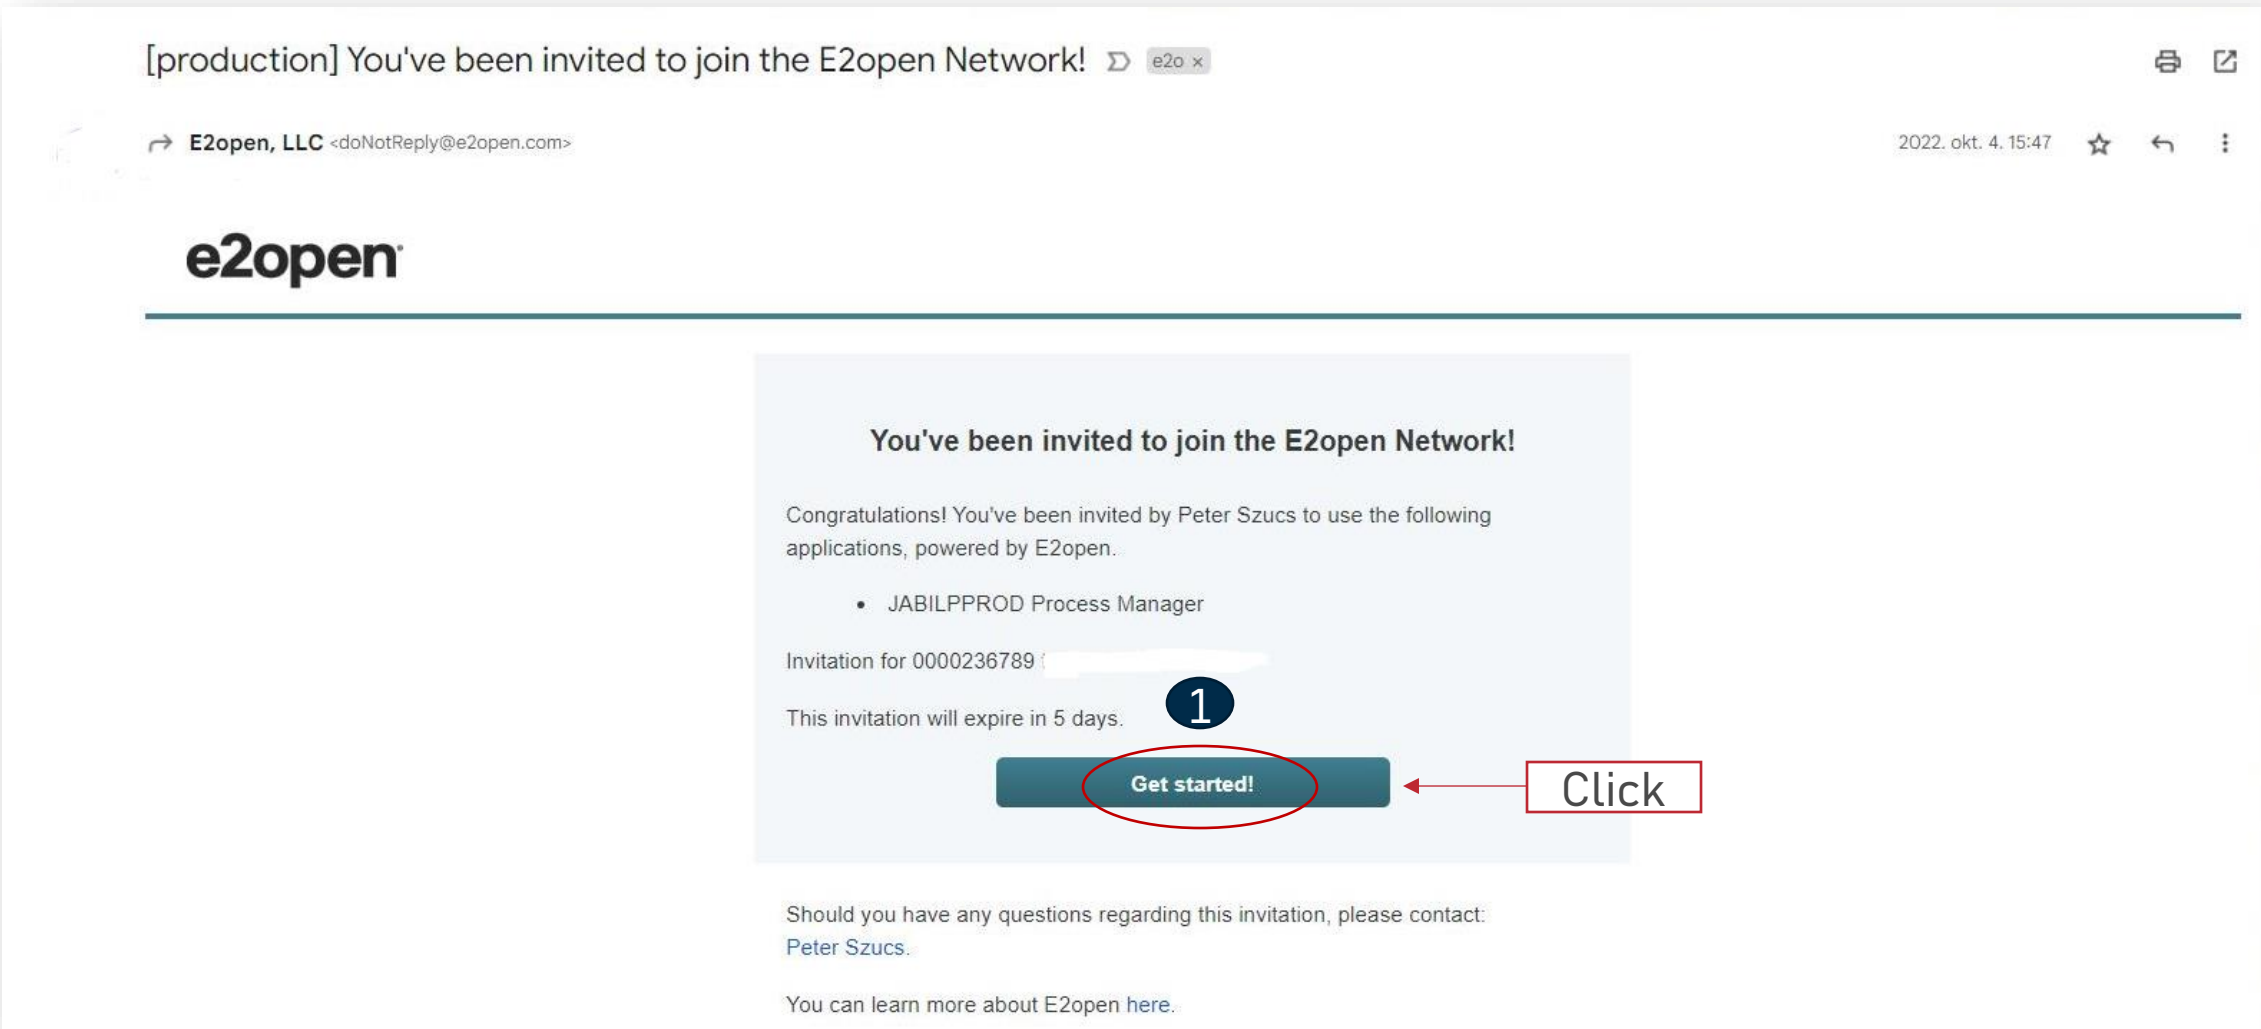 [production] You've been invited to join the E2open Network! e2o ×
E2open, LLC <doNotReply@e2open.com> 2022. okt. 4. 15:47
e2open
You've been invited to join the E2open Network!
Congratulations! You've been invited by Peter Szucs to use the following
applications, powered by E2open.
• JABILPPROD Process Manager
Invitation for 0000236789
This invitation will expire in 5 days.
1
Get started!
Click
Should you have any questions regarding this invitation, please contact:
Peter Szucs.
You can learn more about E2open here.